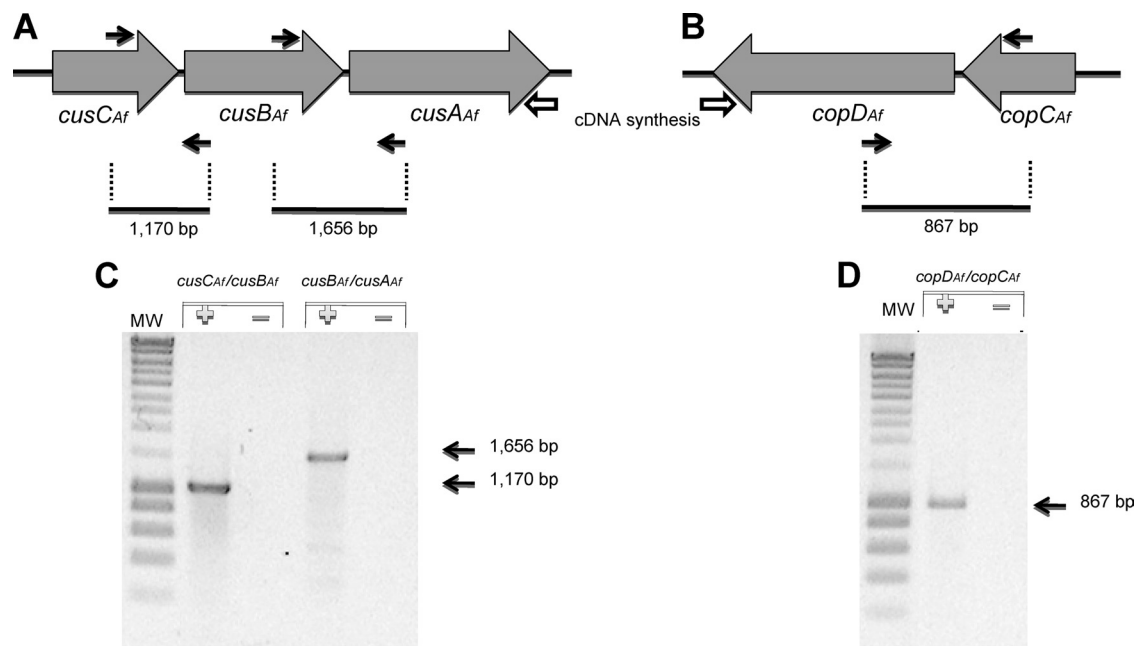 A
B
cusCAf
cusBAf
cusAAf
cDNA synthesis
copDAf
copCAf
1,170 bp
1,656 bp
867 bp
C
D
cusCAf/cusBAf
cusBAf/cusAAf
copDAf/copCAf
MW
+
=
+
=
MW
+
=
1,656 bp
1,170 bp
867 bp